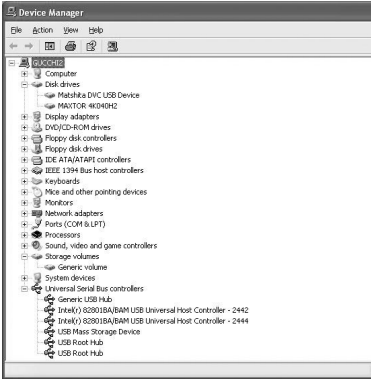 Device Manager
File Action View Help
GUCCHI2
Computer
Disk drives
Matshita DVC USB Device
MAXTOR 4K040H2
Display adapters
DVD/CD-ROM drives
Floppy disk controllers
Floppy disk drives
IDE ATA/ATAPI controllers
IEEE 1394 Bus host controllers
Keyboards
Mice and other pointing devices
Monitors
Network adapters
Ports (COM & LPT)
Processors
Sound, video and game controllers
Storage volumes
Generic volume
System devices
Universal Serial Bus controllers
Generic USB Hub
Intel(r) 82801BA/BAM USB Universal Host Controller - 2442
Intel(r) 82801BA/BAM USB Universal Host Controller - 2444
USB Mass Storage Device
USB Root Hub
USB Root Hub